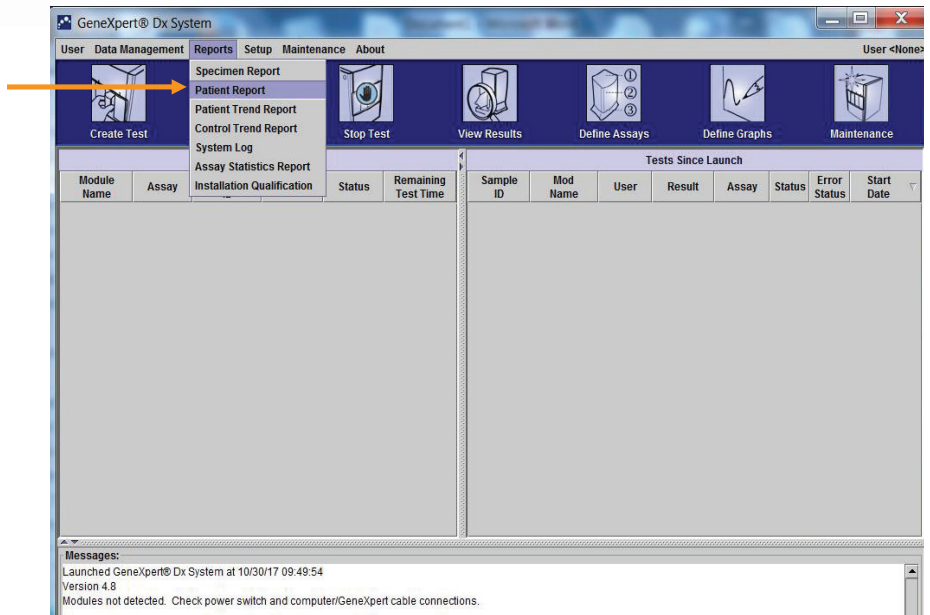 GeneXpert® Dx System
User Data Management Reports Setup Maintenance About User <None>
Specimen Report
Patient Report
Patient Trend Report
Control Trend Report
System Log
Assay Statistics Report
Installation Qualification
Create Test Stop Test View Results Define Assays Define Graphs Maintenance
Tests Since Launch
Module Name Assay Status Remaining Test Time
Sample ID Mod Name User Result Assay Status Error Status Start Date
Messages:
Launched GeneXpert® Dx System at 10/30/17 09:49:54
Version 4.8
Modules not detected. Check power switch and computer/GeneXpert cable connections.